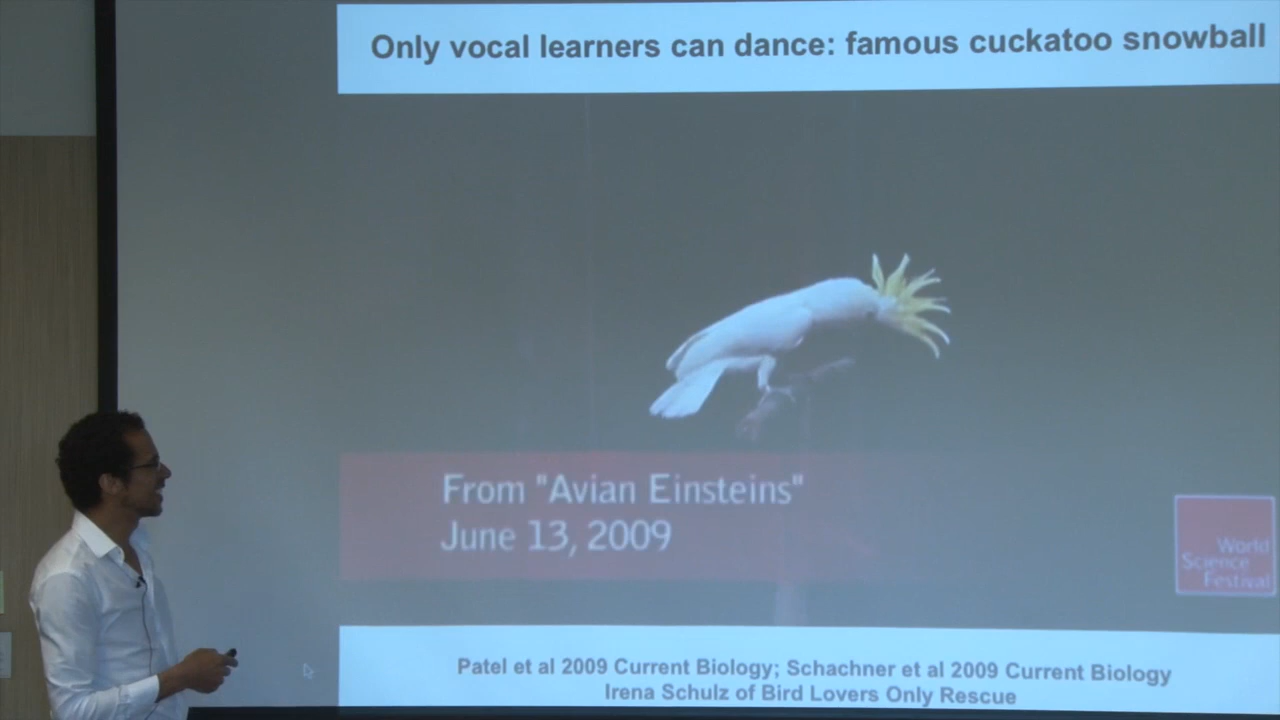 Only vocal learners can dance: famous cuckatoo snowball
From "Avian Einsteins"
June 13, 2009
World
Science
Festival
Patel et al 2009 Current Biology; Schachner et al 2009 Current Biology
Irena Schulz of Bird Lovers Only Rescue